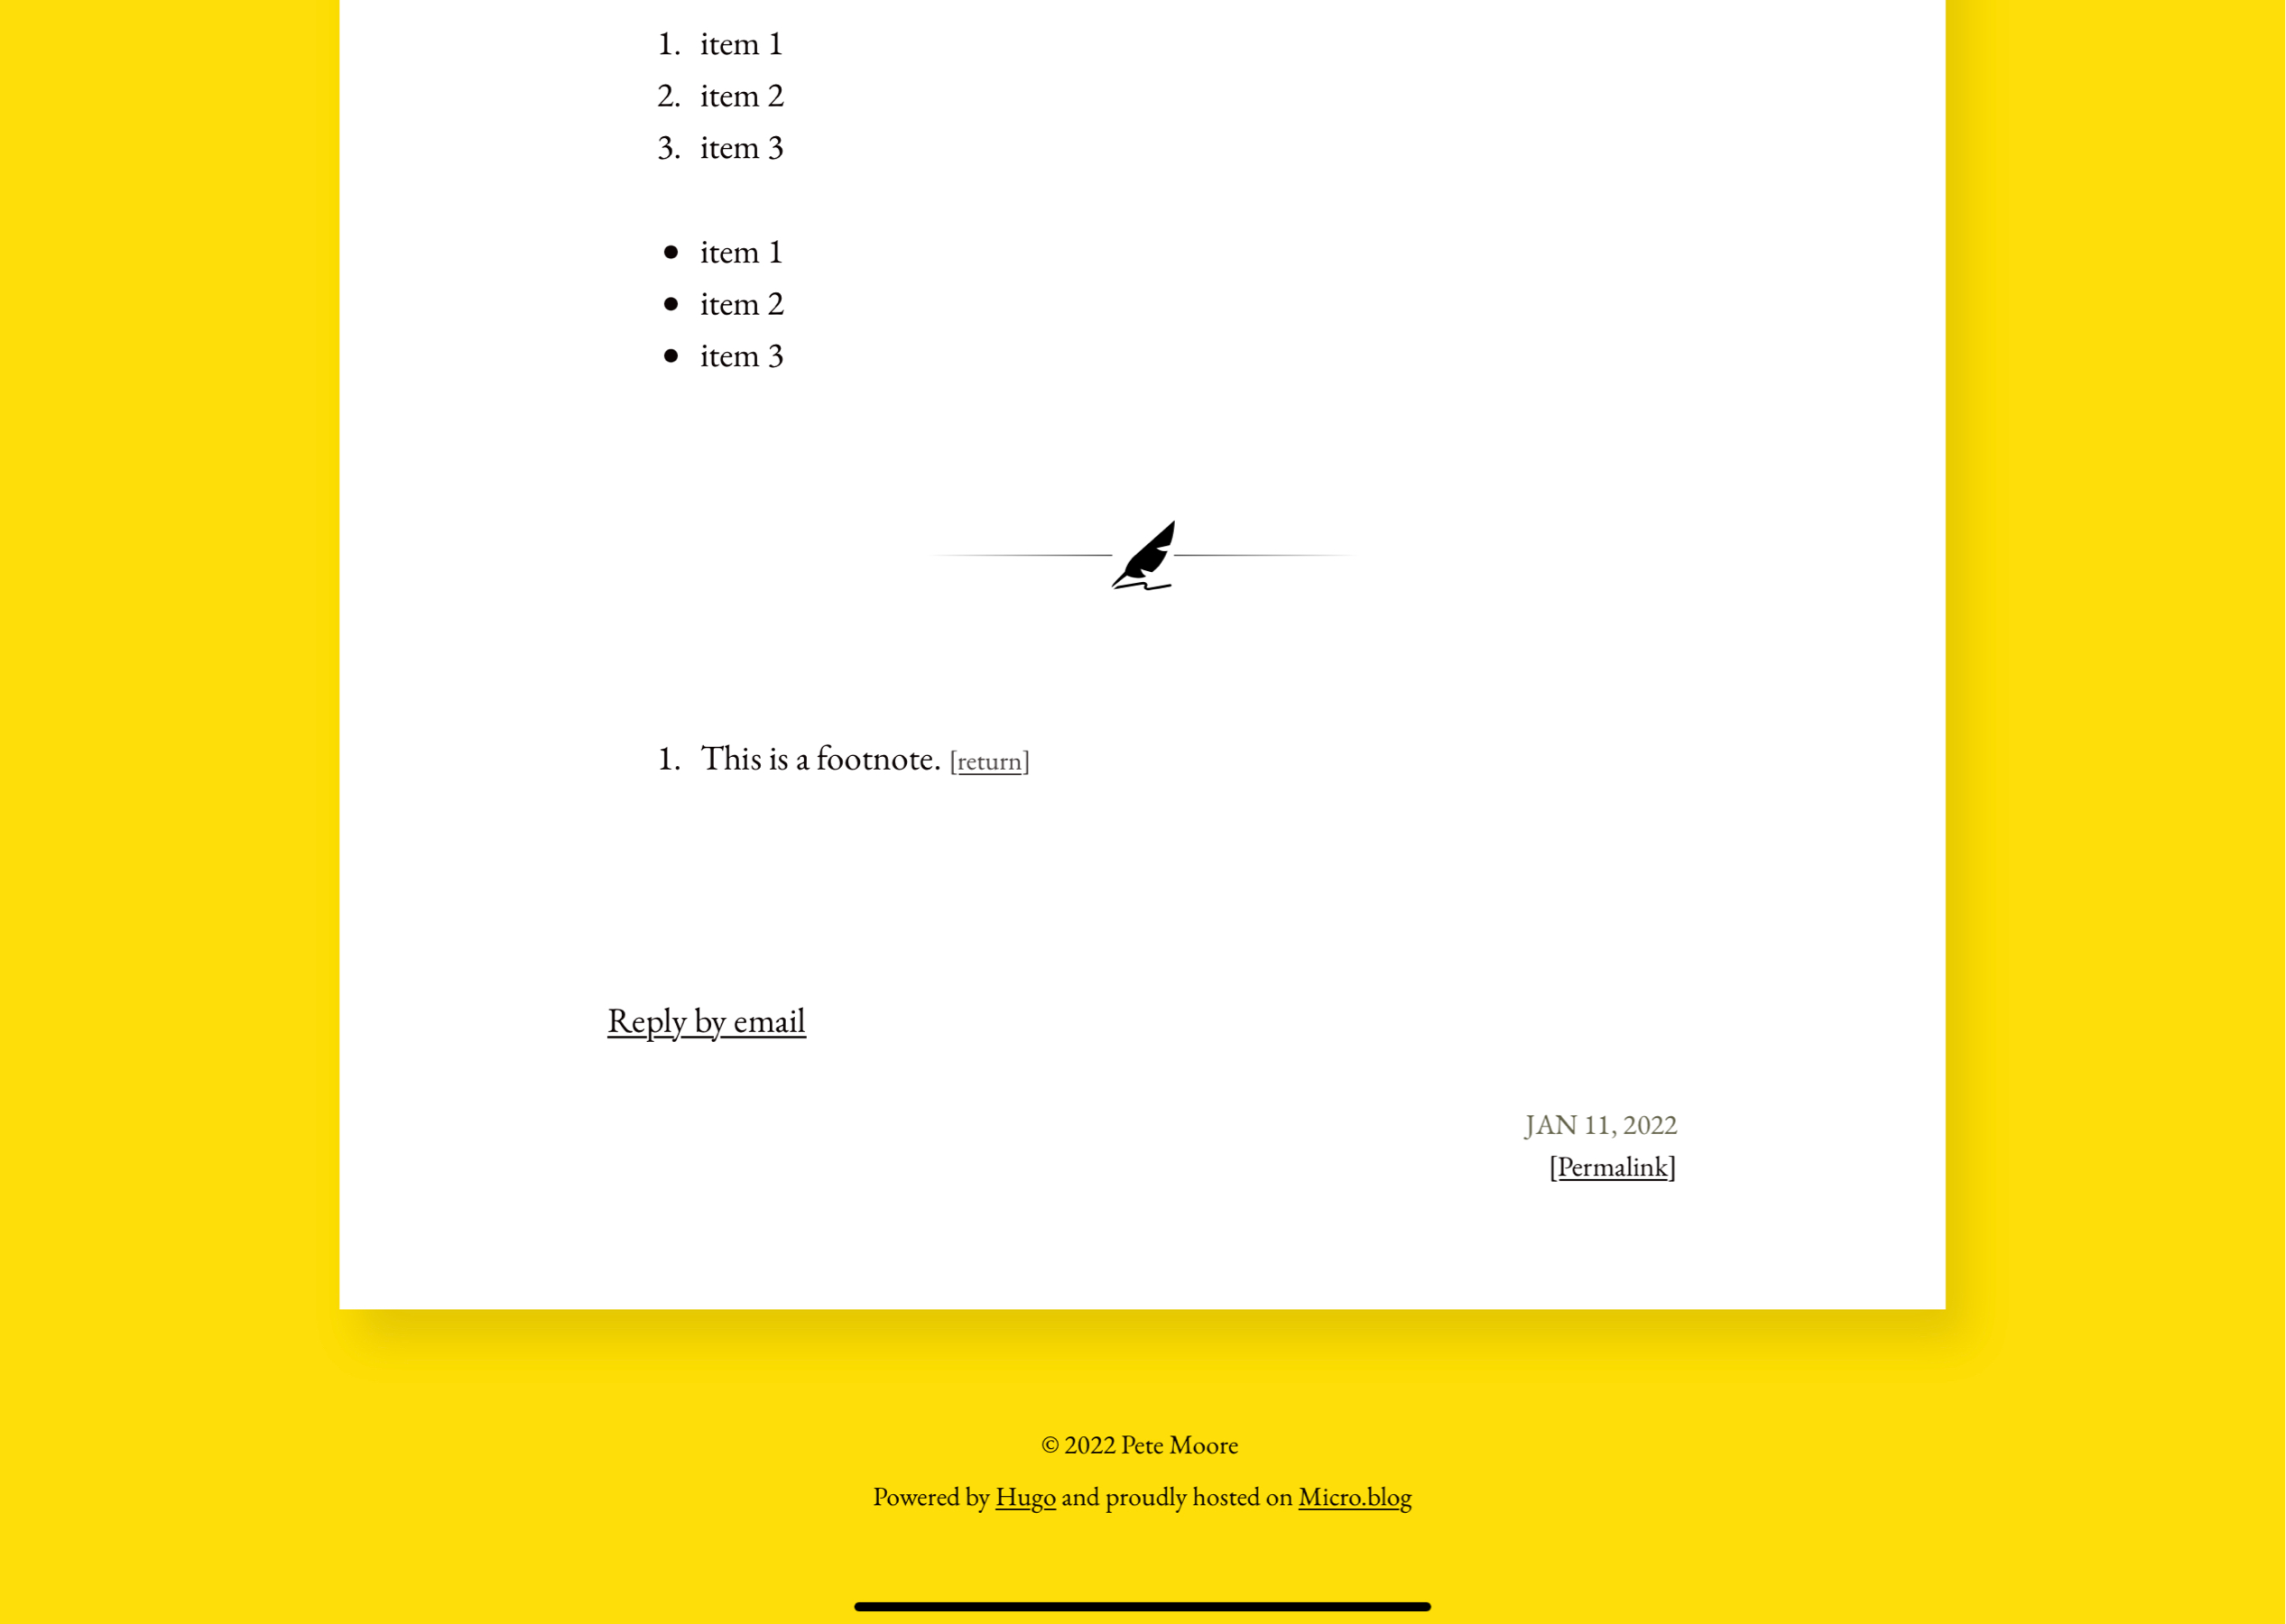 1. item 1
2. item 2
3. item 3
• item 1
• item 2
• item 3
1. This is a footnote. [return]
Reply by email
JAN 11, 2022
[Permalink]
© 2022 Pete Moore
Powered by Hugo and proudly hosted on Micro.blog